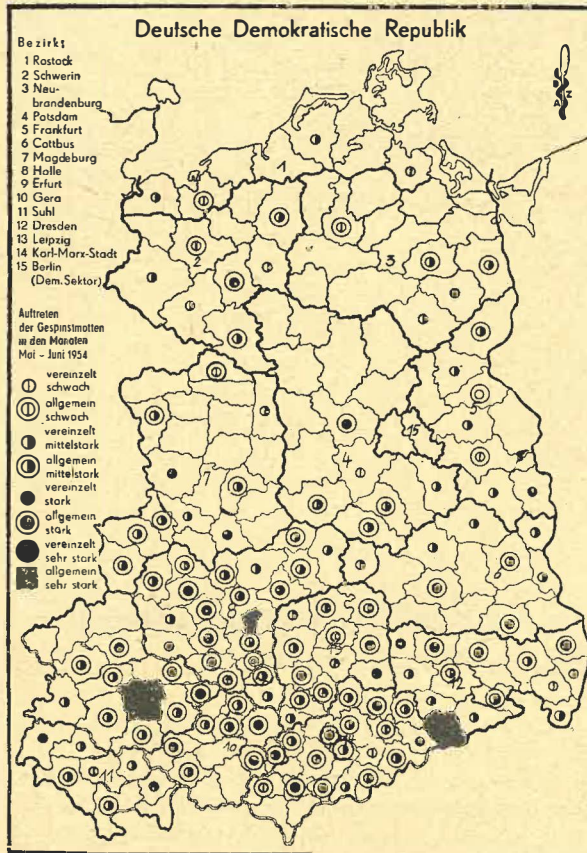 Deutsche Demokratische Republik
Bezirk:
1 Rostock
2 Schwerin
3 Neu-
brandenburg
4 Potsdam
5 Frankfurt
6 Cottbus
7 Magdeburg
8 Halle
9 Erfurt
10 Gera
11 Suhl
12 Dresden
13 Leipzig
14 Karl-Marx-Stadt
15 Berlin
(Dem. Sektor)
Auftreten
der Gespinstmotten
in den Monaten
Mai - Juni 1954
vereinzelt
schwach
allgemein
schwach
vereinzelt
mittelstark
allgemein
mittelstark
vereinzelt
stark
allgemein
stark
vereinzelt
sehr stark
allgemein
sehr stark
B
A Z
1
2
3
15
4
7
8
12
10
11